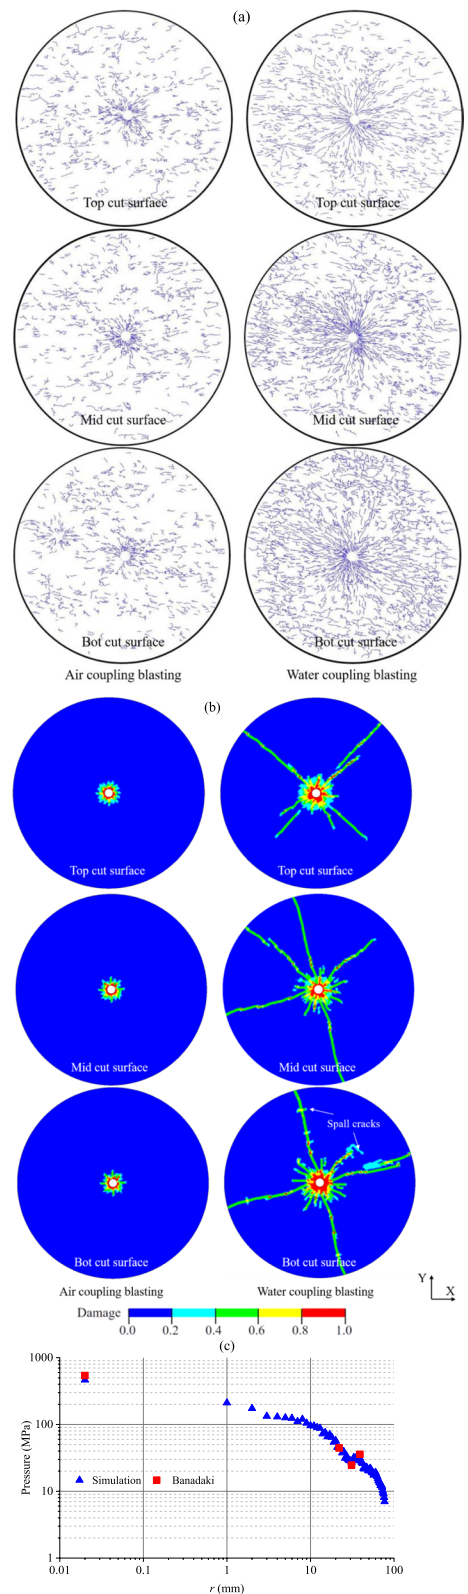 (a)
Top cut surface Top cut surface
Mid cut surface Mid cut surface
Bot cut surface Bot cut surface
Air coupling blasting Water coupling blasting
(b)
Top cut surface Top cut surface
Mid cut surface Mid cut surface
Spall cracks
Bot cut surface Bot cut surface
Air coupling blasting Water coupling blasting
Y
X
Damage
0.0 0.2 0.4 0.6 0.8 1.0
(c)
1000
100
10
1
Pressure (MPa)
Simulation Banadaki
0.01 0.1 1 10 100
r (mm)